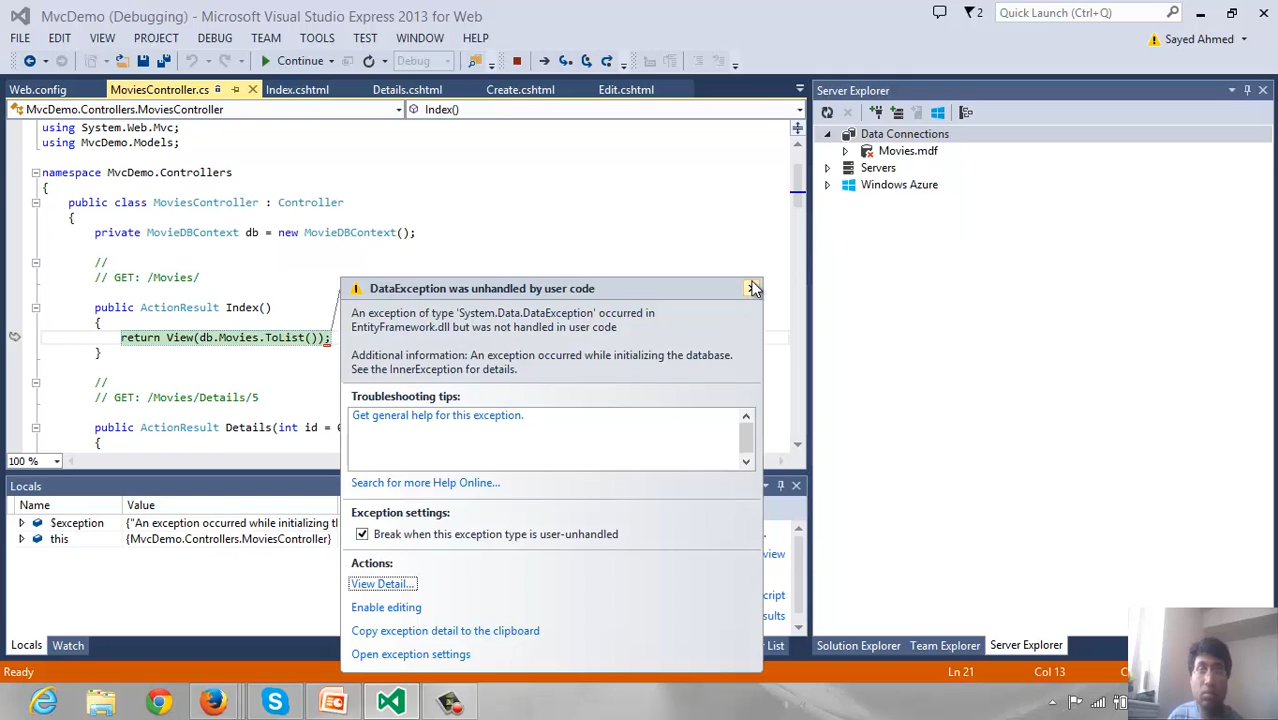 MvcDemo (Debugging) - Microsoft Visual Studio Express 2013 for Web
2
Quick Launch (Ctrl+Q)
FILE EDIT VIEW PROJECT DEBUG TEAM TOOLS TEST WINDOW HELP
Sayed Ahmed
Continue
Debug
Web.config MoviesController.cs Index.cshtml Details.cshtml Create.cshtml Edit.cshtml
MvcDemo.Controllers.MoviesController
Index()
using System.Web.Mvc;
using MvcDemo.Models;
namespace MvcDemo.Controllers
{
public class MoviesController : Controller
{
private MovieDBContext db = new MovieDBContext();
//
// GET: /Movies/
public ActionResult Index()
{
return View(db.Movies.ToList());
}
//
// GET: /Movies/Details/5
public ActionResult Details(int id =
{
100 %
DataException was unhandled by user code
An exception of type 'System.Data.DataException' occurred in
EntityFramework.dll but was not handled in user code
Additional information: An exception occurred while initializing the database.
See the InnerException for details.
Troubleshooting tips:
Get general help for this exception.
Search for more Help Online...
Exception settings:
Break when this exception type is user-unhandled
Actions:
View Detail...
Enable editing
Copy exception detail to the clipboard
Open exception settings
Locals
Name Value
$exception {"An exception occurred while initializing tl
this {MvcDemo.Controllers.MoviesController}
Locals Watch
Server Explorer
Data Connections
Movies.mdf
Servers
Windows Azure
Solution Explorer Team Explorer Server Explorer
Ready
Ln 21
Col 13